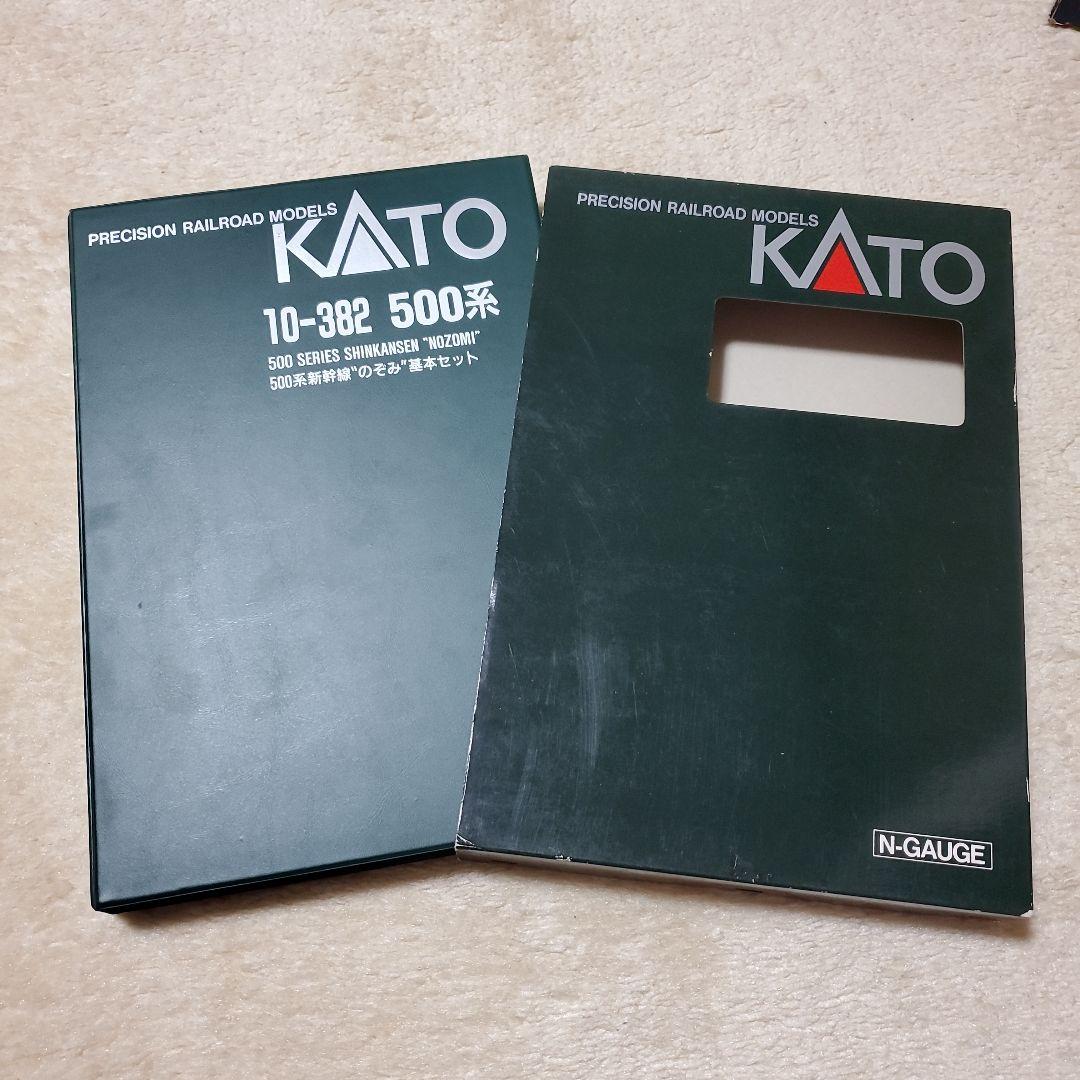 PRECISION RAILROAD MODELS
KATO
10-382 500系
500 SERIES SHINKANSEN "NOZOMI"
500系新幹線"のぞみ"基本セット
PRECISION RAILROAD MODELS
KATO
N-GAUGE